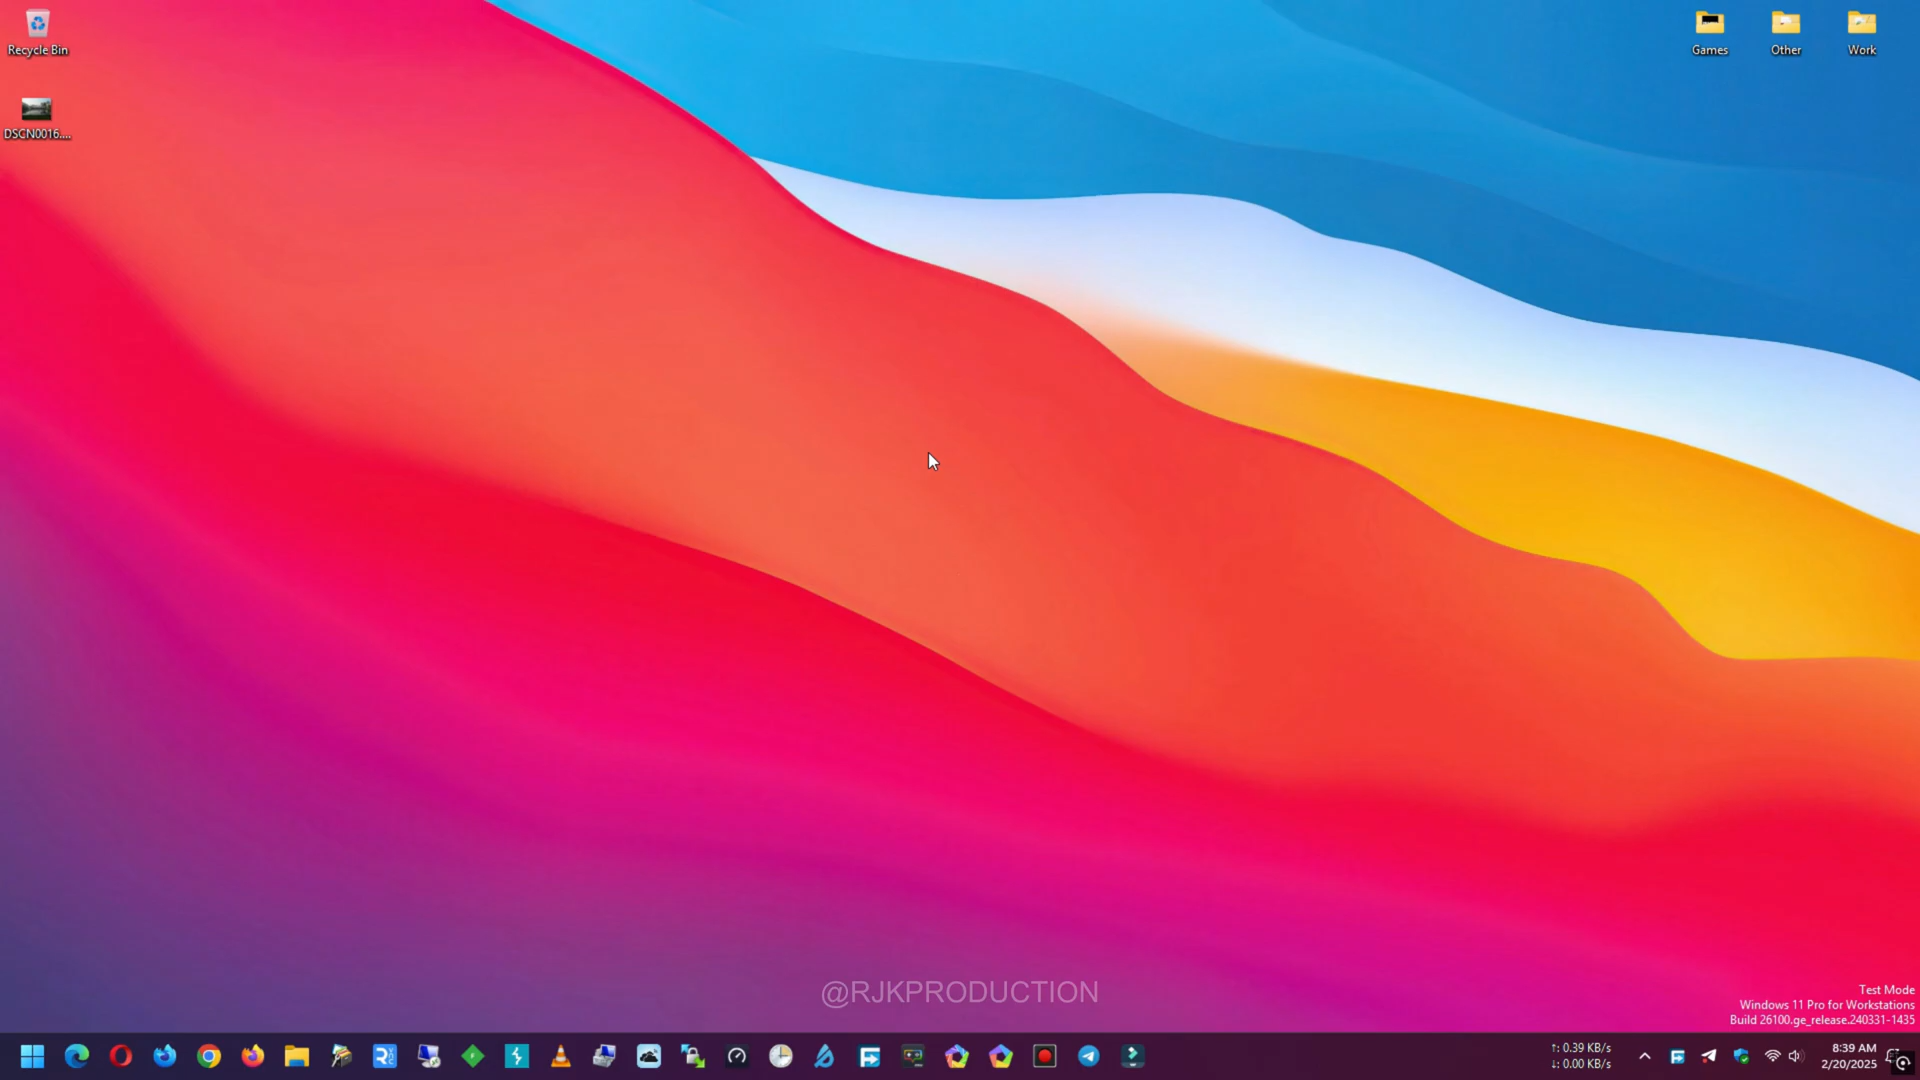 Recycle Bin
DSCN0016....
Games
Other
Work
@RJKPRODUCTION
Test Mode
Windows 11 Pro for Workstations
Build 26100.ge_release.240331-1435
↑: 0.39 KB/s
↓: 0.00 KB/s
8:39 AM
2/20/2025